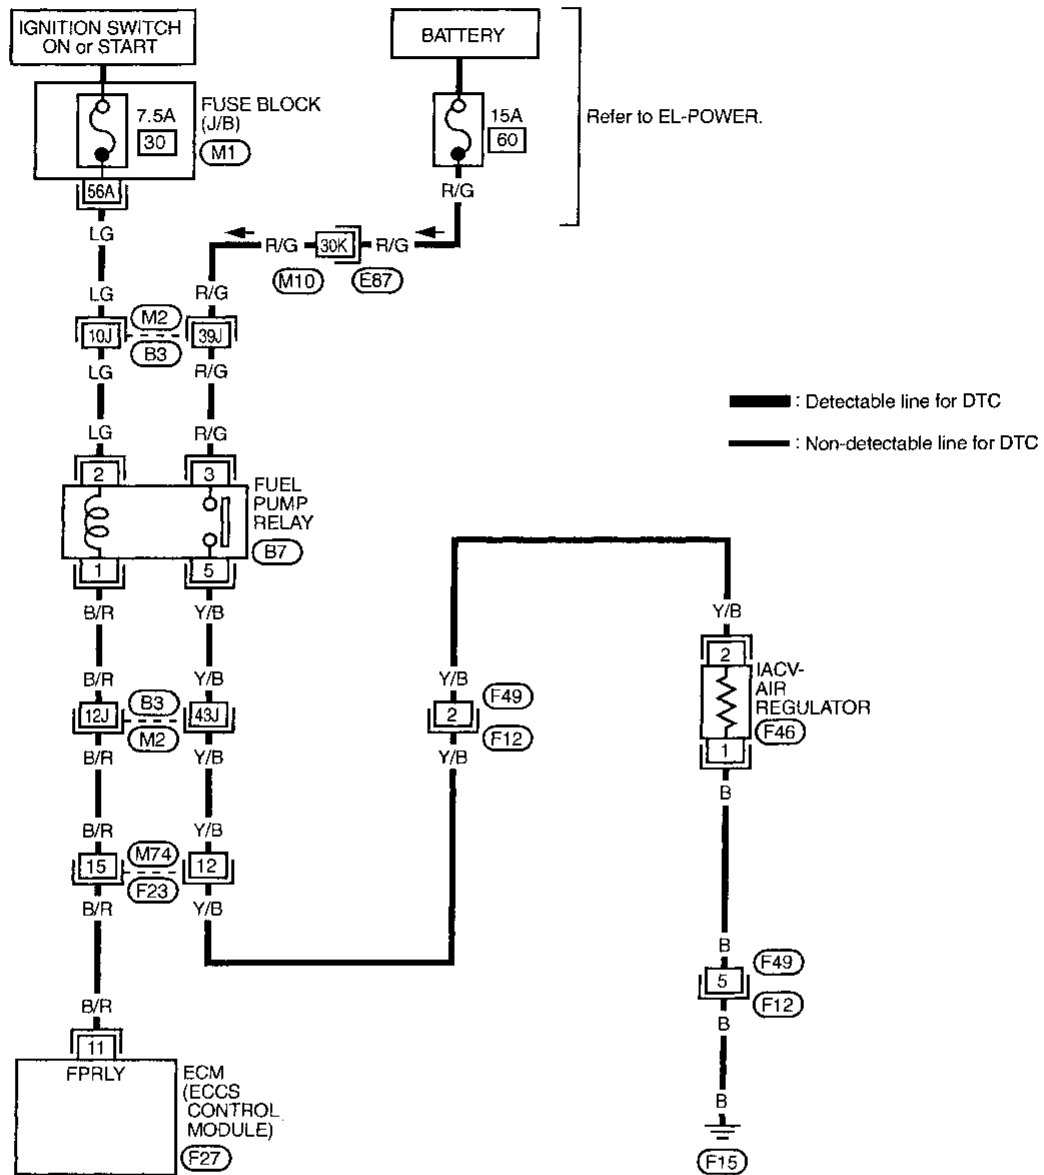 IGNITION SWITCH
ON or START
BATTERY
7.5A
30
FUSE BLOCK
(J/B)
M1
15A
60
Refer to EL-POWER.
56A
R/G
LG
R/G
30K
R/G
M10
E87
LG
R/G
10J
M2
B3
39J
LG
R/G
: Detectable line for DTC
: Non-detectable line for DTC
LG
R/G
2
3
FUEL
PUMP
RELAY
B7
1
5
B/R
Y/B
Y/B
2
IACV-
AIR
REGULATOR
F46
1
B/R
Y/B
Y/B
12J
B3
M2
43J
2
F49
F12
B/R
Y/B
Y/B
B
B/R
Y/B
15
M74
F23
12
B/R
Y/B
B
5
F49
F12
B
B/R
11
FPRLY
ECM
(ECCS
CONTROL
MODULE)
F27
B
F15